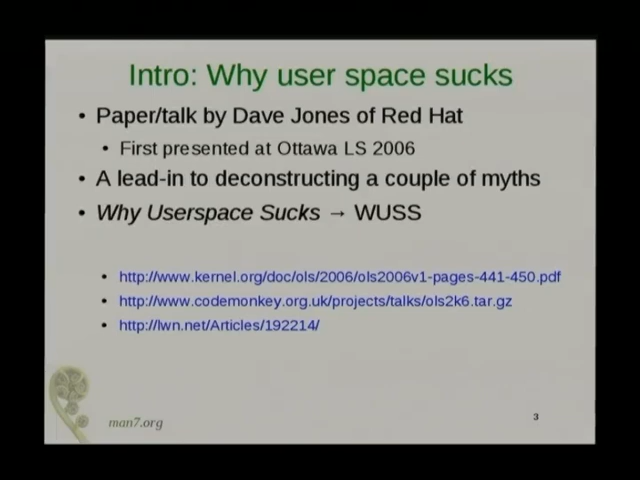 Intro: Why user space sucks
• Paper/talk by Dave Jones of Red Hat
• First presented at Ottawa LS 2006
• A lead-in to deconstructing a couple of myths
• Why Userspace Sucks → WUSS
• http://www.kernel.org/doc/ols/2006/ols2006v1-pages-441-450.pdf
• http://www.codemonkey.org.uk/projects/talks/ols2k6.tar.gz
• http://lwn.net/Articles/192214/
man7.org
3